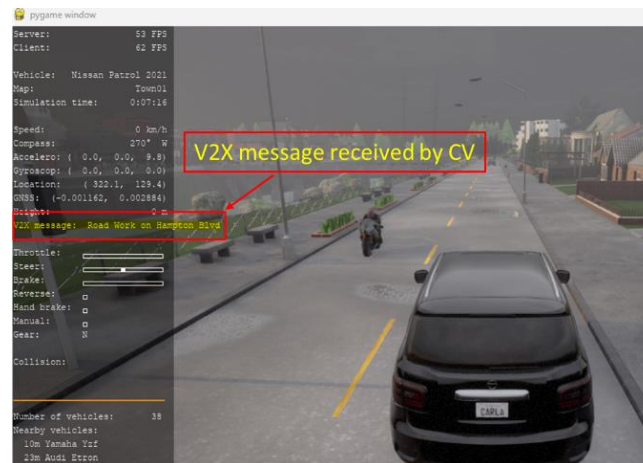 pygame window
Server: 53 FPS
Client: 62 FPS
Vehicle: Nissan Patrol 2021
Map: Town01
Simulation time: 0:07:16
Speed: 0 km/h
Compass: 270° W
Accelero: ( 0.0, 0.0, 9.8)
Gyroscop: ( 0.0, 0.0, 0.0)
Location: ( 322.1, 129.4)
GNSS: (-0.001162, 0.002884)
Height: 0 m
V2X message: Road Work on Hampton Blvd
V2X message received by CV
Throttle:
Steer:
Brake:
Reverse:
Hand brake:
Manual:
Gear: N
Collision:
Number of vehicles: 38
Nearby vehicles:
10m Yamaha Yzf
23m Audi Etron
CARLA